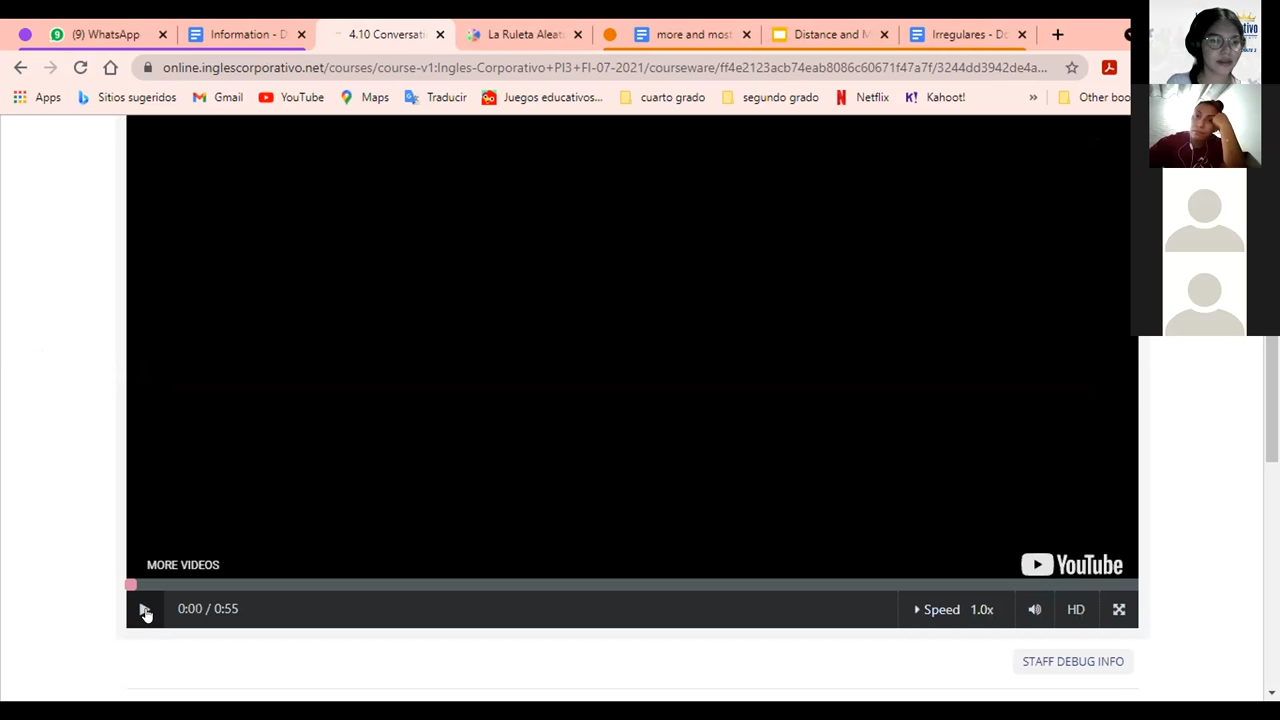 (9) WhatsApp
Information - D
4.10 Conversati
La Ruleta Aleat
more and most
Distance and M
Irregulares - Do
online.inglescorporativo.net/courses/course-v1:Ingles-Corporativo+PI3+FI-07-2021/courseware/ff4e2123acb74eab8086c60671f47a7f/3244dd3942de4a...
Apps
Sitios sugeridos
Gmail
YouTube
Maps
Traducir
Juegos educativos...
cuarto grado
segundo grado
Netfli
Kahoot!
»
Other boo
MORE VIDEOS
YouTube
0:00 / 0:55
Speed 1.0x
HD
STAFF DEBUG INFO